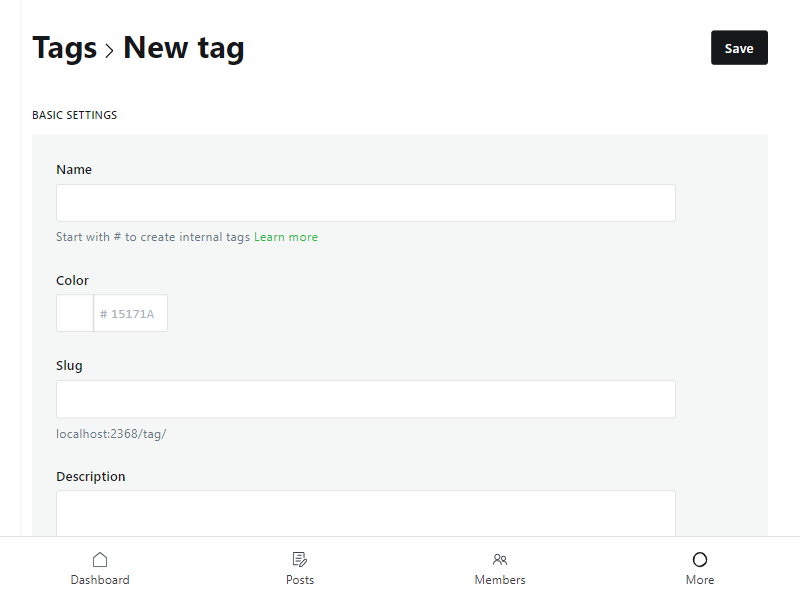 Tags > New tag
Save
BASIC SETTINGS
Name
Start with # to create internal tags Learn more
Color
# 15171A
Slug
localhost:2368/tag/
Description
Dashboard
Posts
Members
More